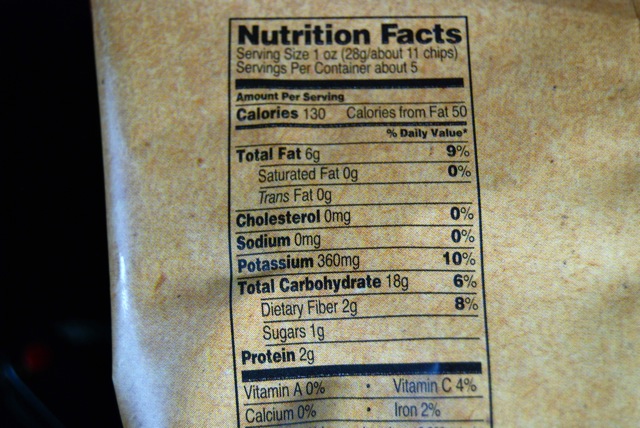 Nutrition Facts
Serving Size 1 oz (28g/about 11 chips)
Servings Per Container about 5
Amount Per Serving
Calories 130 Calories from Fat 50
% Daily Value*
Total Fat 6g 9%
Saturated Fat 0g 0%
Trans Fat 0g
Cholesterol 0mg 0%
Sodium 0mg 0%
Potassium 360mg 10%
Total Carbohydrate 18g 6%
Dietary Fiber 2g 8%
Sugars 1g
Protein 2g
Vitamin A 0% • Vitamin C 4%
Calcium 0% • Iron 2%